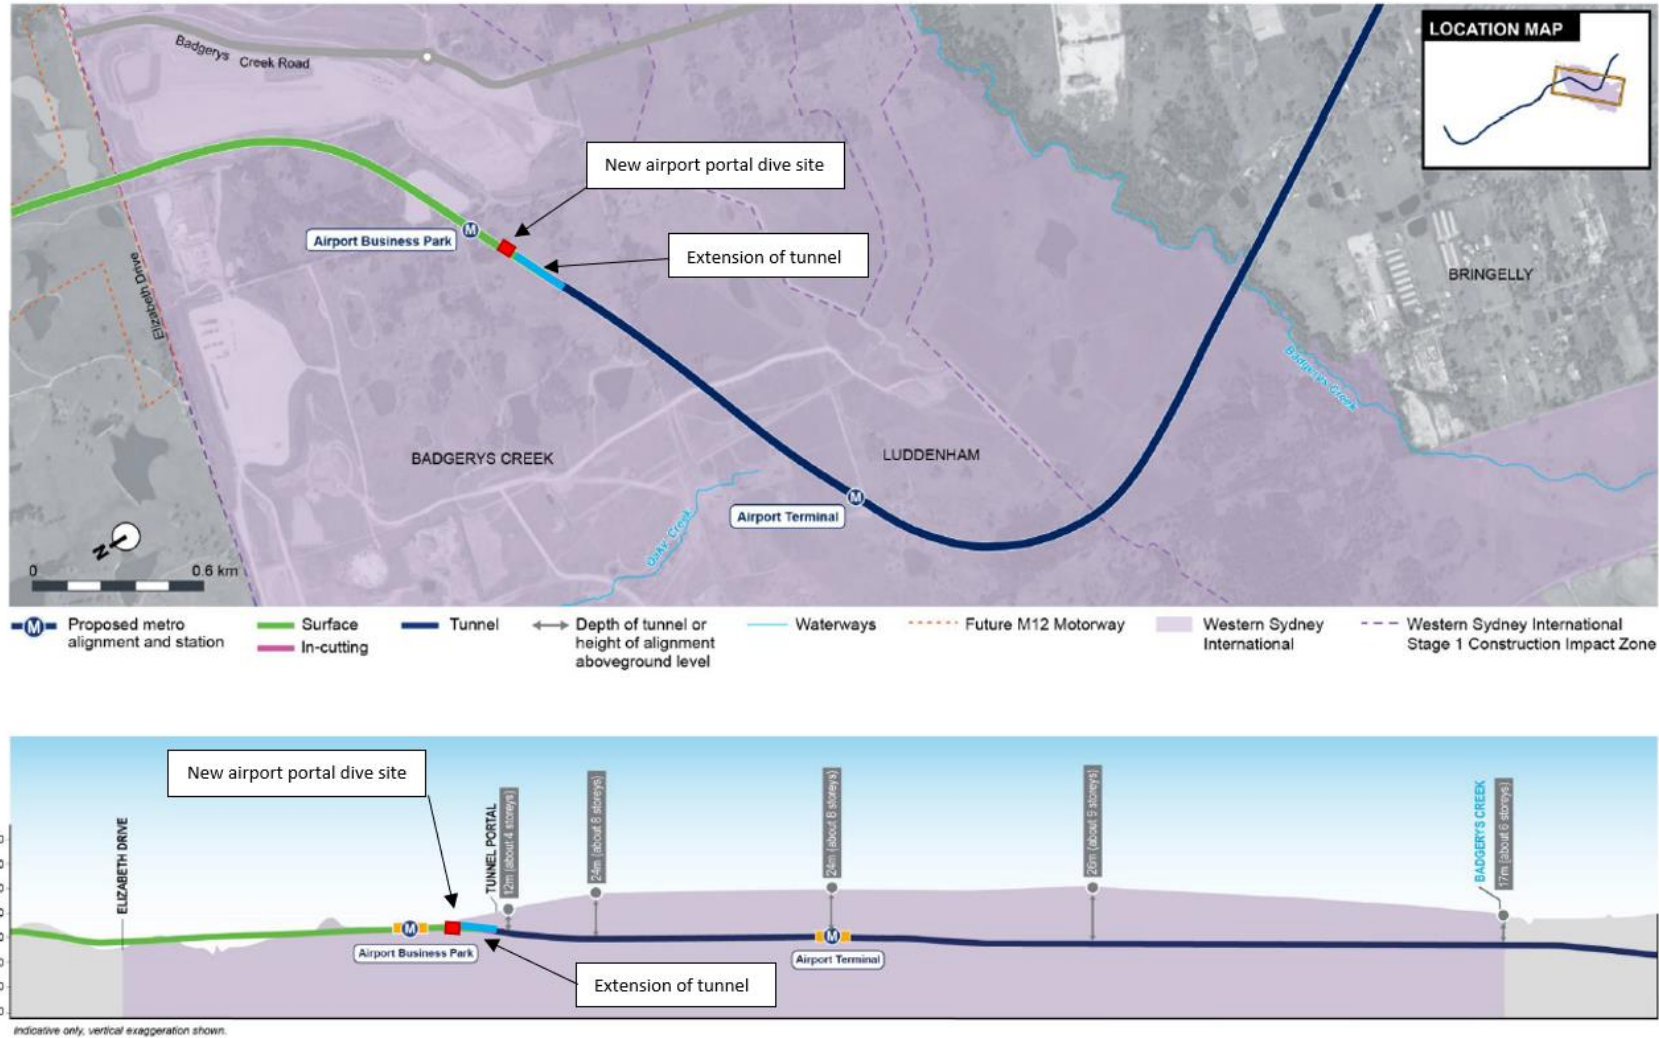 LOCATION MAP
Badgerys
Creek Road
New airport portal dive site
Airport Business Park
Extension of tunnel
Elizabeth Drive
BRINGELLY
Badgerys Creek
BADGERYS CREEK
LUDDENHAM
Airport Terminal
Oaky Creek
N
0 0.6 km
M Proposed metro
alignment and station
Surface
In-cutting
Tunnel
Depth of tunnel or
height of alignment
aboveground level
Waterways
Future M12 Motorway
Western Sydney
International
Western Sydney International
Stage 1 Construction Impact Zone
New airport portal dive site
ELIZABETH DRIVE
TUNNEL PORTAL
12m (about 4 storeys)
24m (about 8 storeys)
24m (about 8 storeys)
26m (about 9 storeys)
BADGERYS CREEK
17m (about 6 storeys)
M
Airport Business Park
M
Airport Terminal
Extension of tunnel
Indicative only, vertical exaggeration shown.